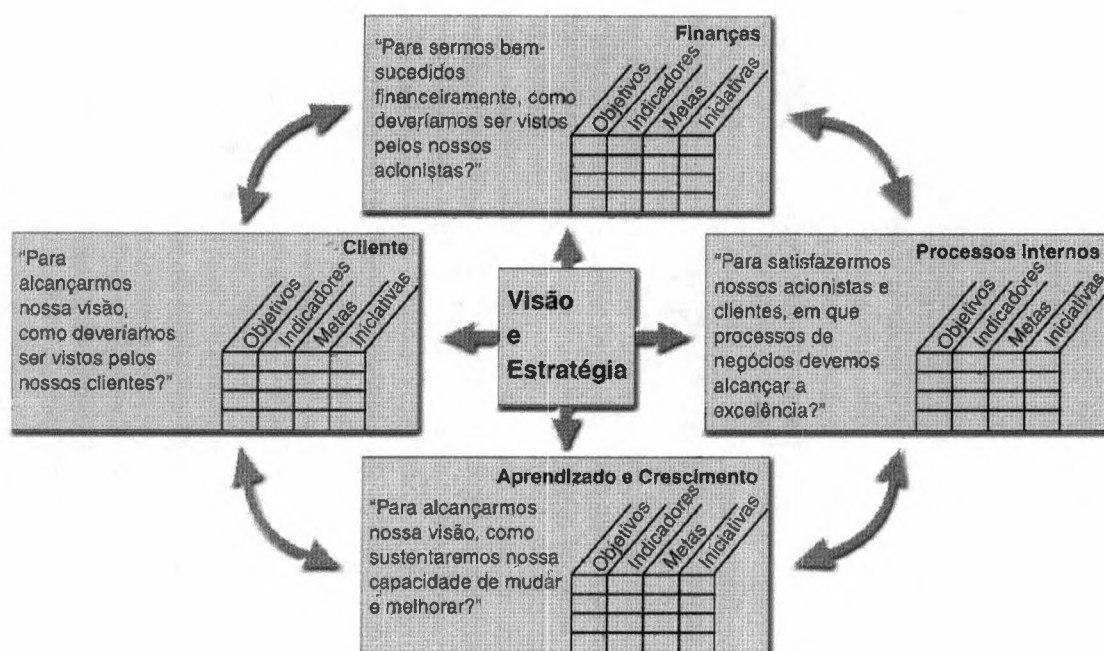 Finanças
"Para sermos bem-
sucedidos
financeiramente, como
deveríamos ser vistos
pelos nossos
acionistas?"
Objetivos
Indicadores
Metas
Iniciativas
Cliente
"Para
alcançarmos
nossa visão,
como deveríamos
ser vistos pelos
nossos clientes?"
Objetivos
Indicadores
Metas
Iniciativas
Visão
e
Estratégia
Processos Internos
"Para satisfazermos
nossos acionistas e
clientes, em que
processos de
negócios devemos
alcançar a
excelência?"
Objetivos
Indicadores
Metas
Iniciativas
Aprendizado e Crescimento
"Para alcançarmos
nossa visão, como
sustentaremos nossa
capacidade de mudar
e melhorar?"
Objetivos
Indicadores
Metas
Iniciativas